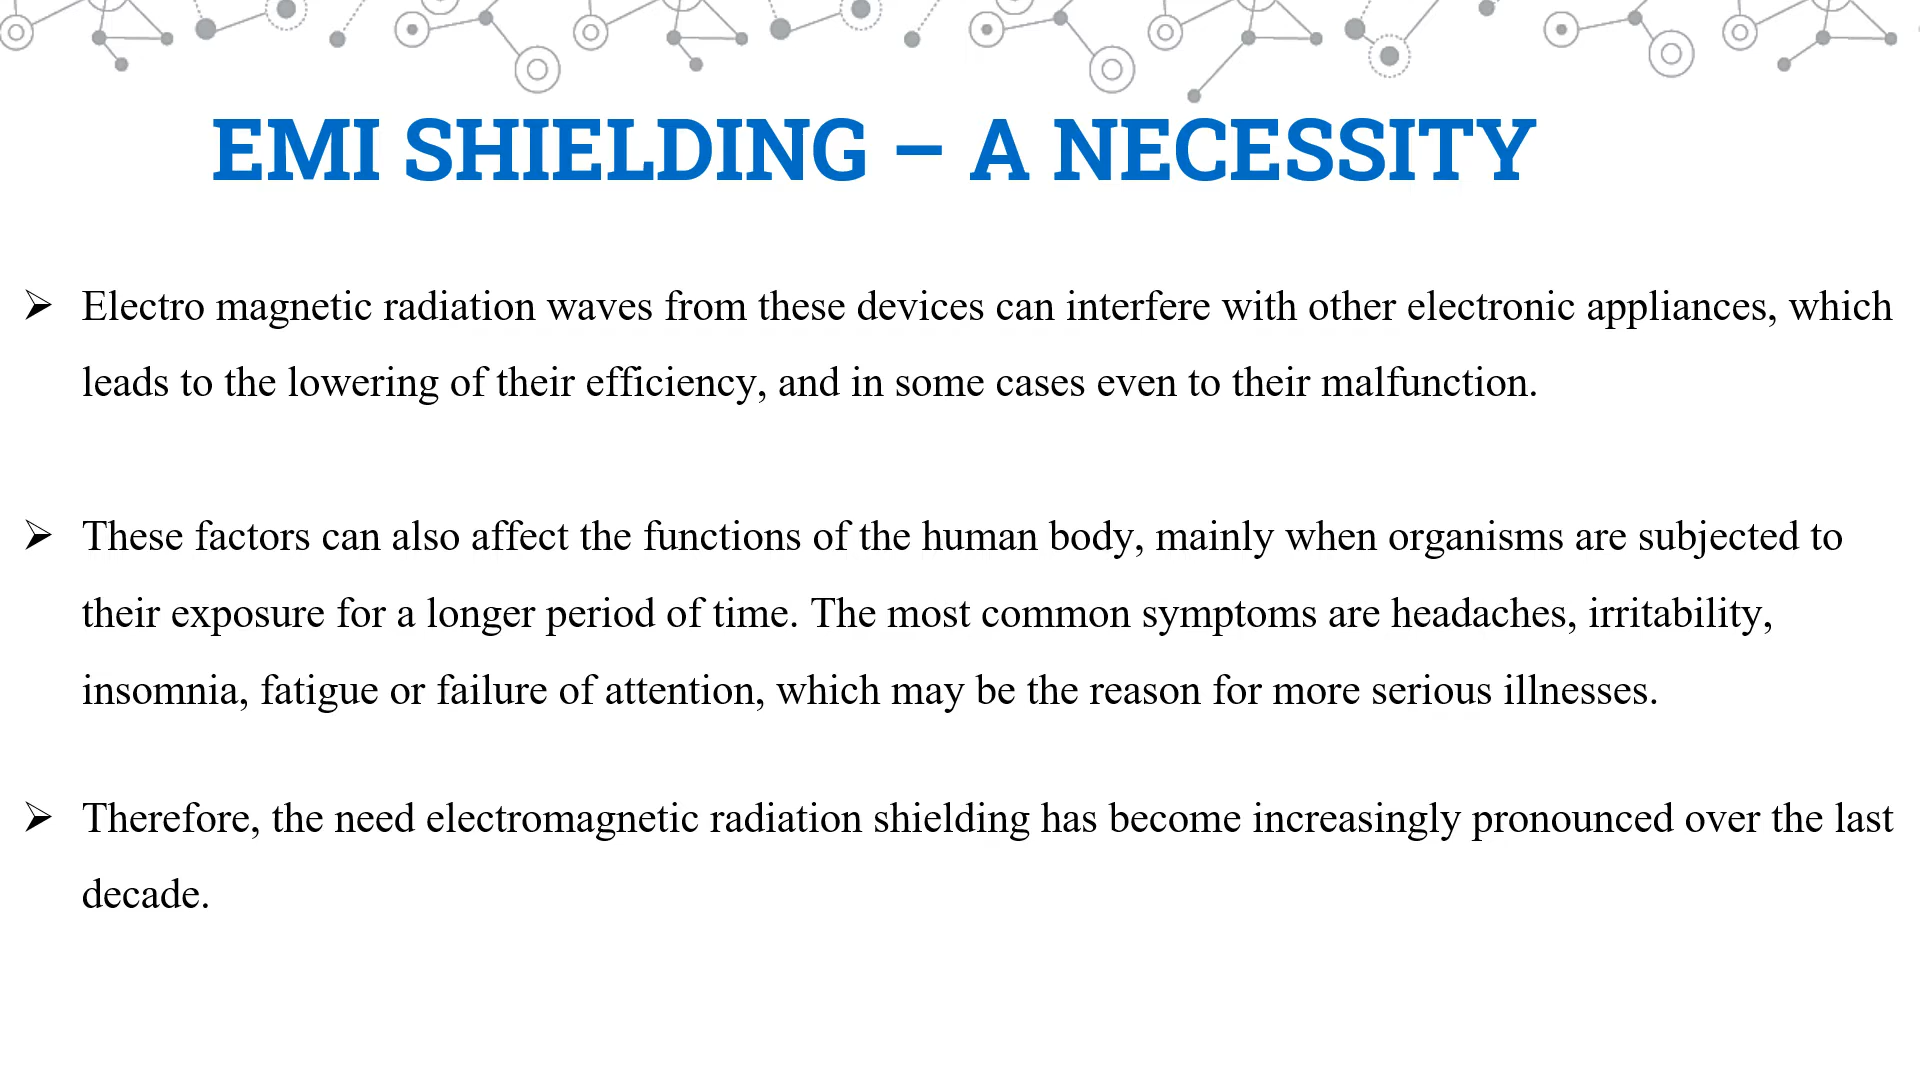 EMI SHIELDING – A NECESSITY
➢ Electro magnetic radiation waves from these devices can interfere with other electronic appliances, which
leads to the lowering of their efficiency, and in some cases even to their malfunction.
➢ These factors can also affect the functions of the human body, mainly when organisms are subjected to
their exposure for a longer period of time. The most common symptoms are headaches, irritability,
insomnia, fatigue or failure of attention, which may be the reason for more serious illnesses.
➢ Therefore, the need electromagnetic radiation shielding has become increasingly pronounced over the last
decade.